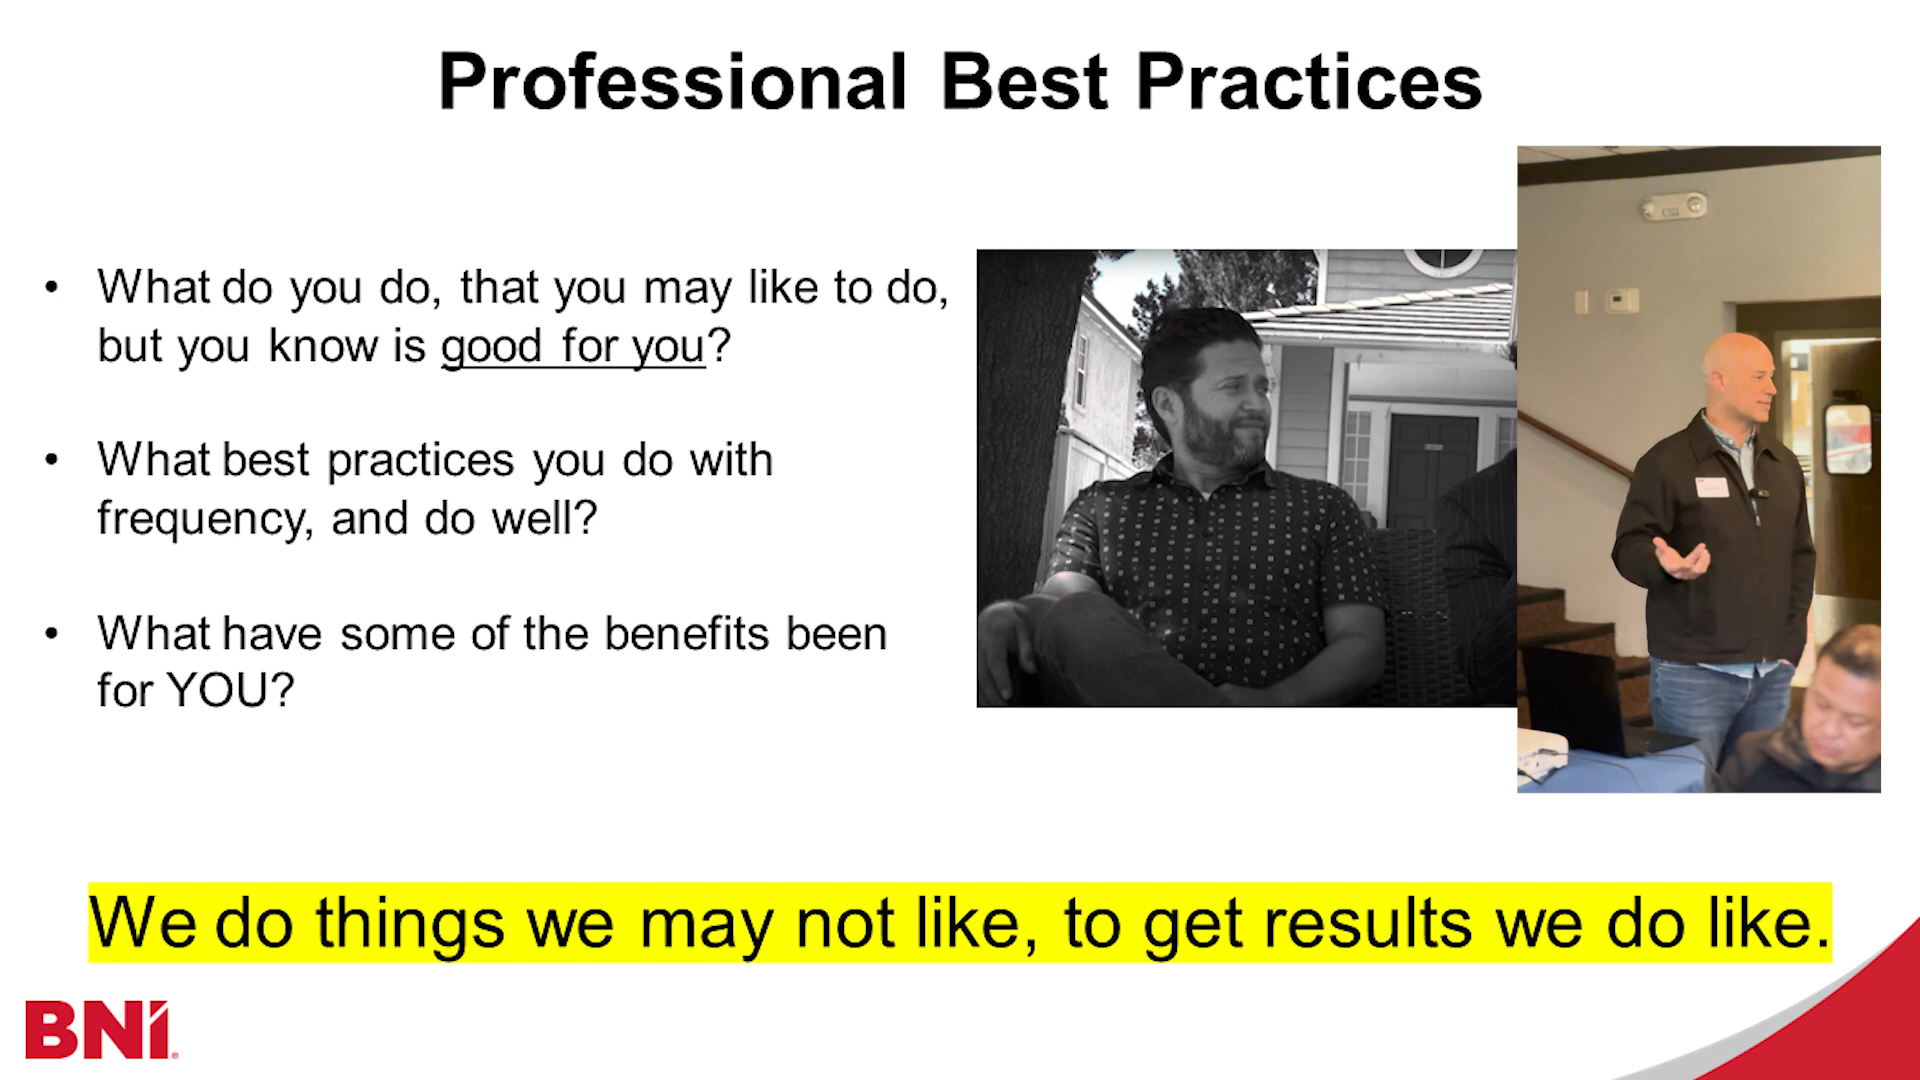 Professional Best Practices
• What do you do, that you may like to do,
but you know is good for you?
• What best practices you do with
frequency, and do well?
• What have some of the benefits been
for YOU?
We do things we may not like, to get results we do like.
BNI®